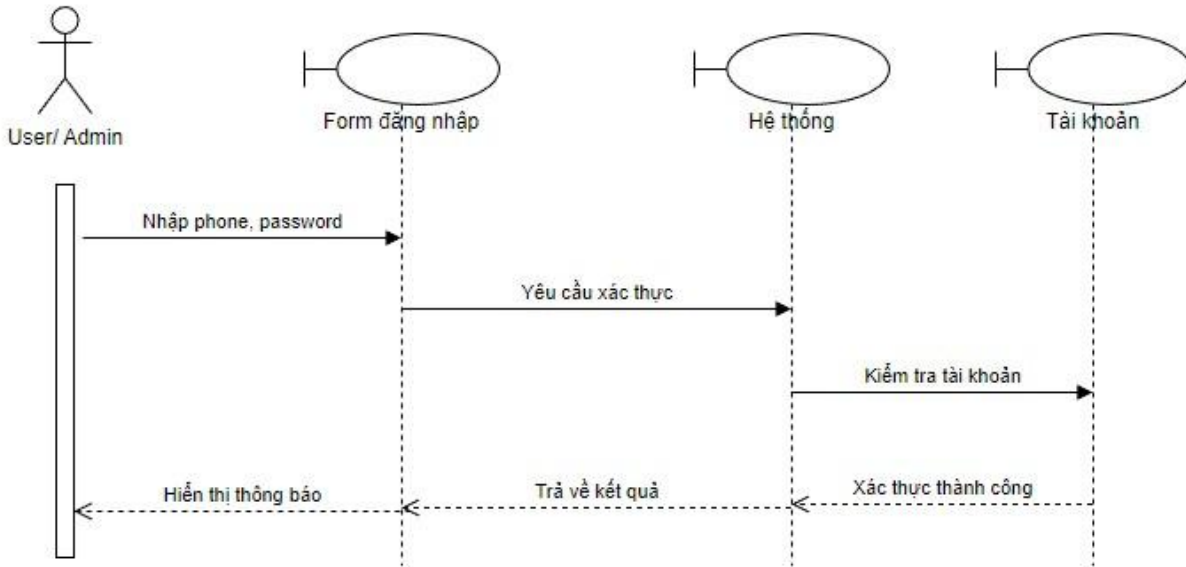 User/ Admin
Form đăng nhập
Hệ thống
Tài khoản
Nhập phone, password
Yêu cầu xác thực
Kiểm tra tài khoản
Hiển thị thông báo
Trả về kết quả
Xác thực thành công